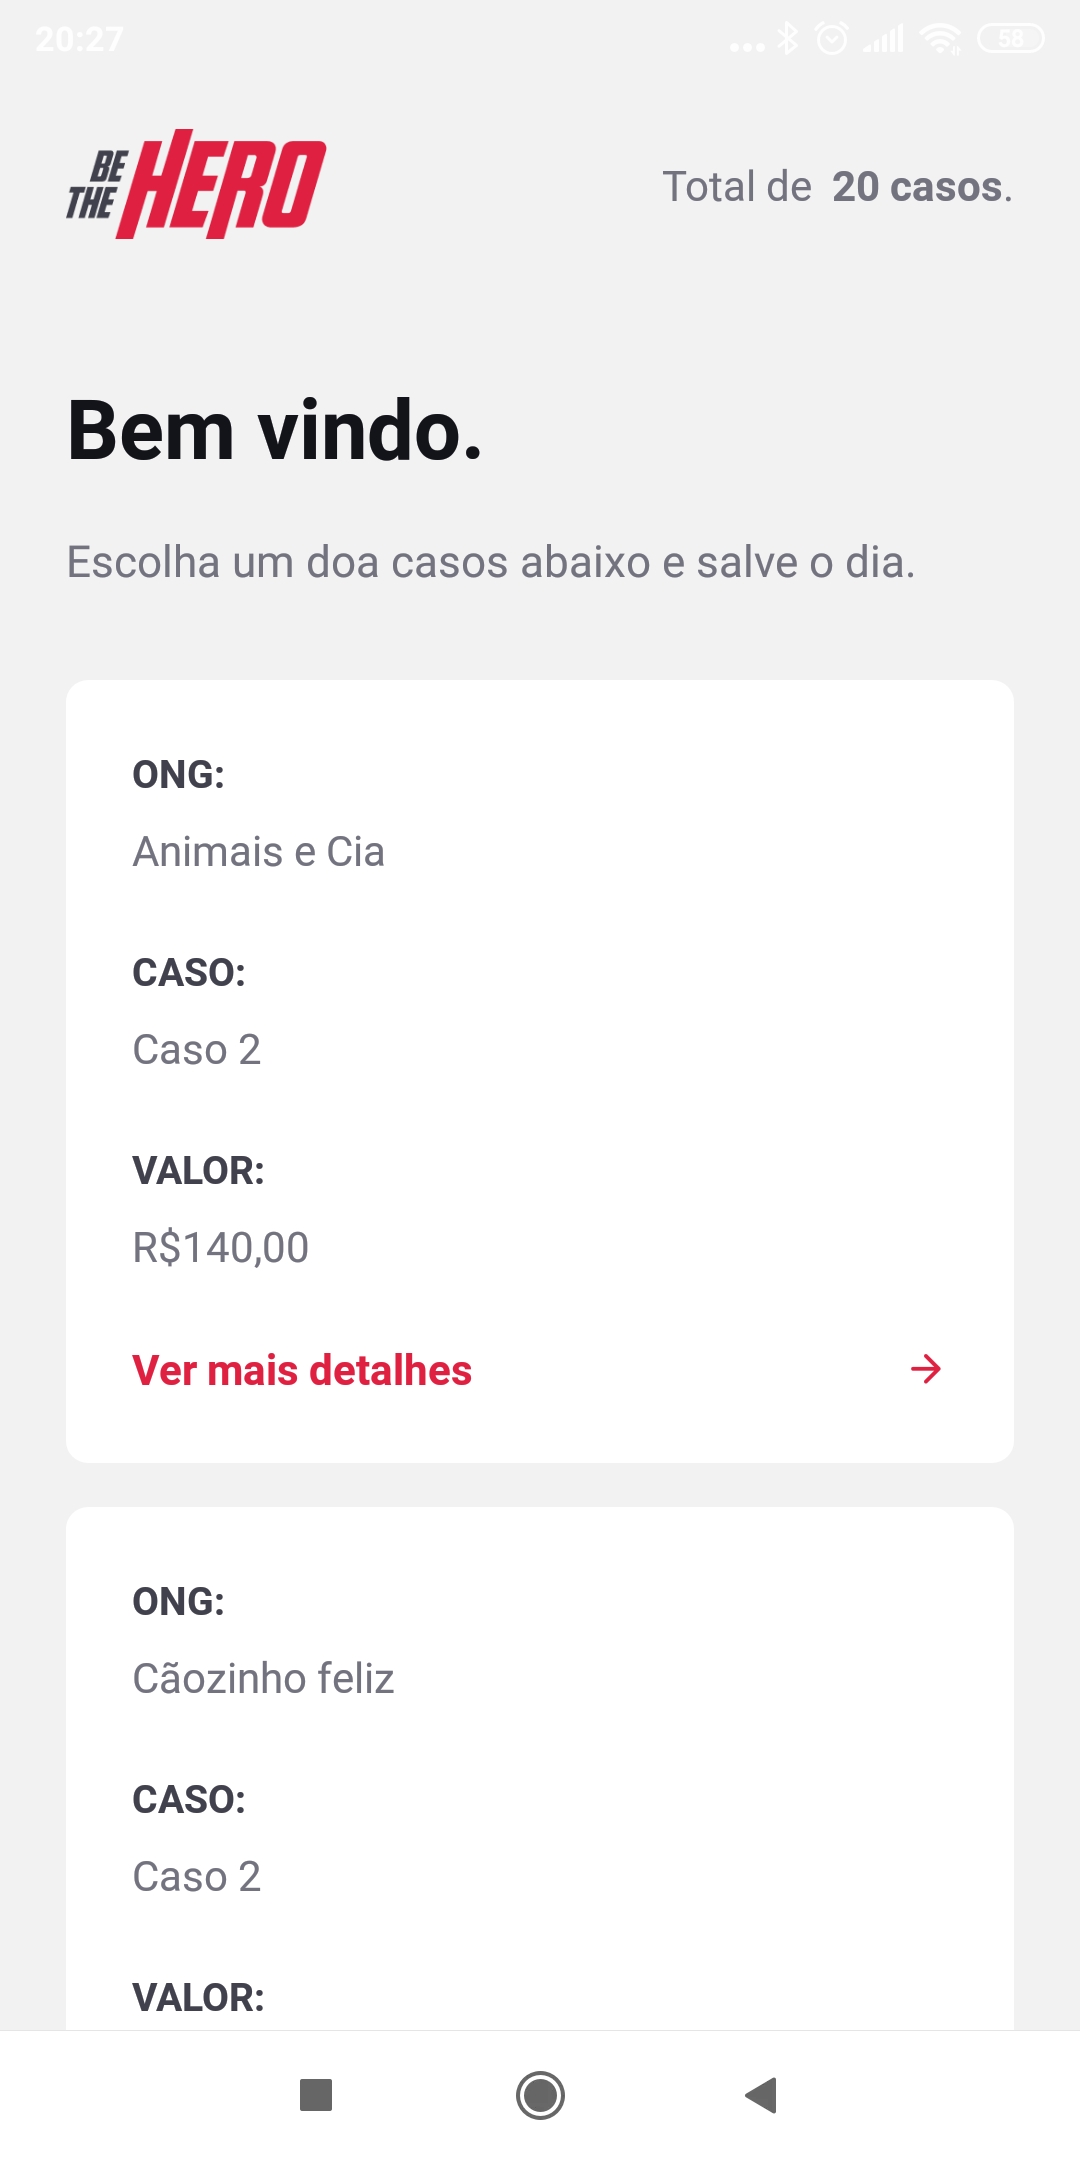 20:27
58
BE
THE
HERO
Total de 20 casos.
Bem vindo.
Escolha um doa casos abaixo e salve o dia.
ONG:
Animais e Cia
CASO:
Caso 2
VALOR:
R$140,00
Ver mais detalhes
ONG:
Cãozinho feliz
CASO:
Caso 2
VALOR: